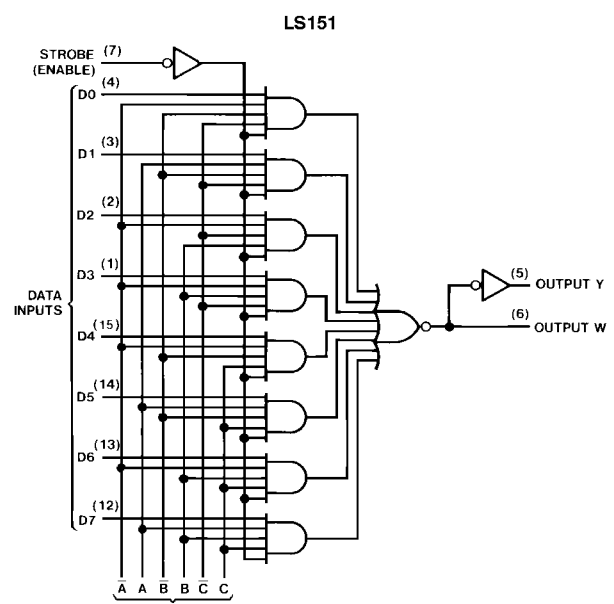 LS151
STROBE (7)
(ENABLE)
(4)
D0
(3)
D1
(2)
D2
(1)
D3
DATA
INPUTS
(15)
D4
(14)
D5
(13)
D6
(12)
D7
(5)
OUTPUT Y
(6)
OUTPUT W
A̅ A B̅ B C̅ C